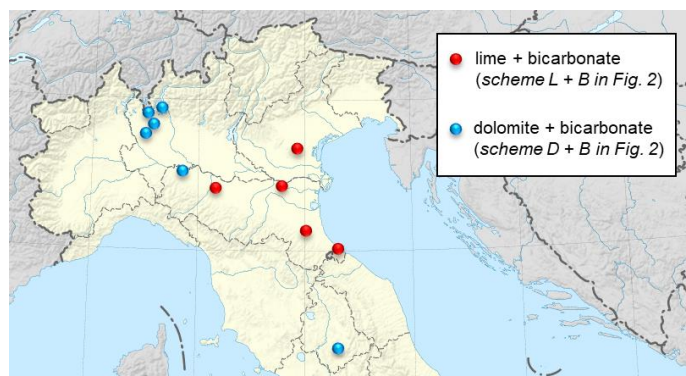 lime + bicarbonate
(scheme L + B in Fig. 2)
dolomite + bicarbonate
(scheme D + B in Fig. 2)